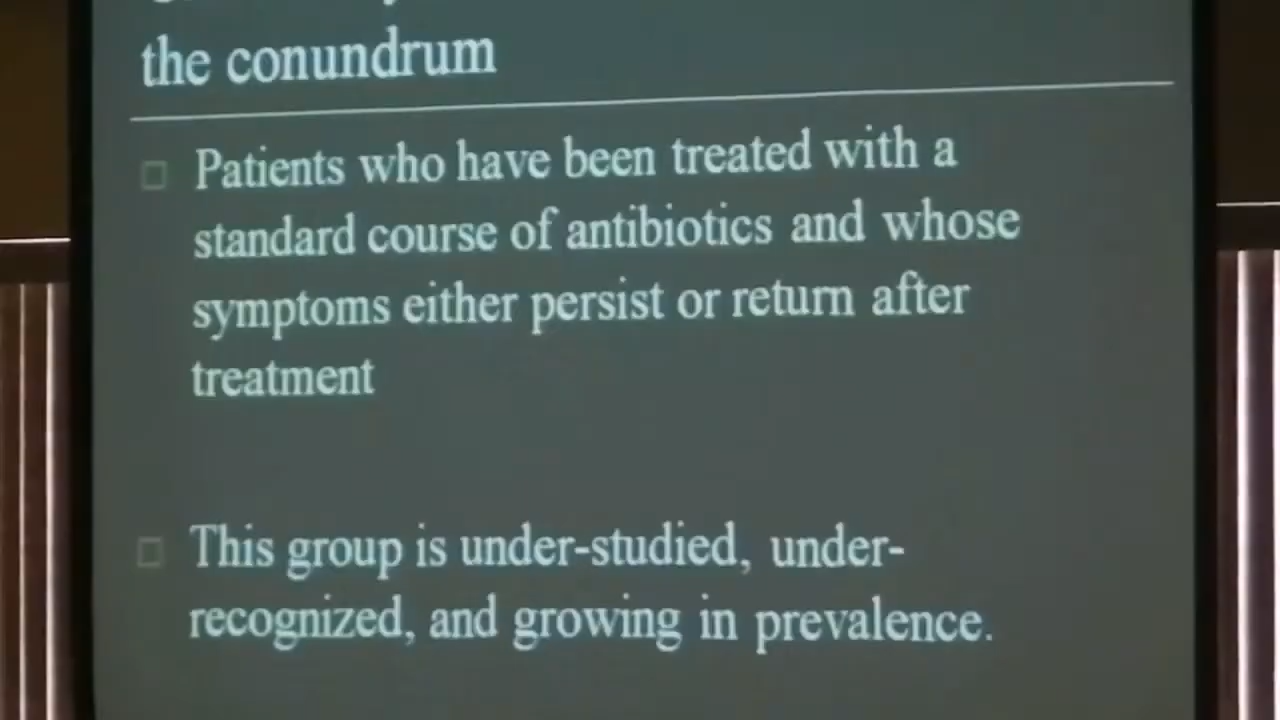 the conundrum
Patients who have been treated with a
standard course of antibiotics and whose
symptoms either persist or return after
treatment
This group is under-studied, under-
recognized, and growing in prevalence.